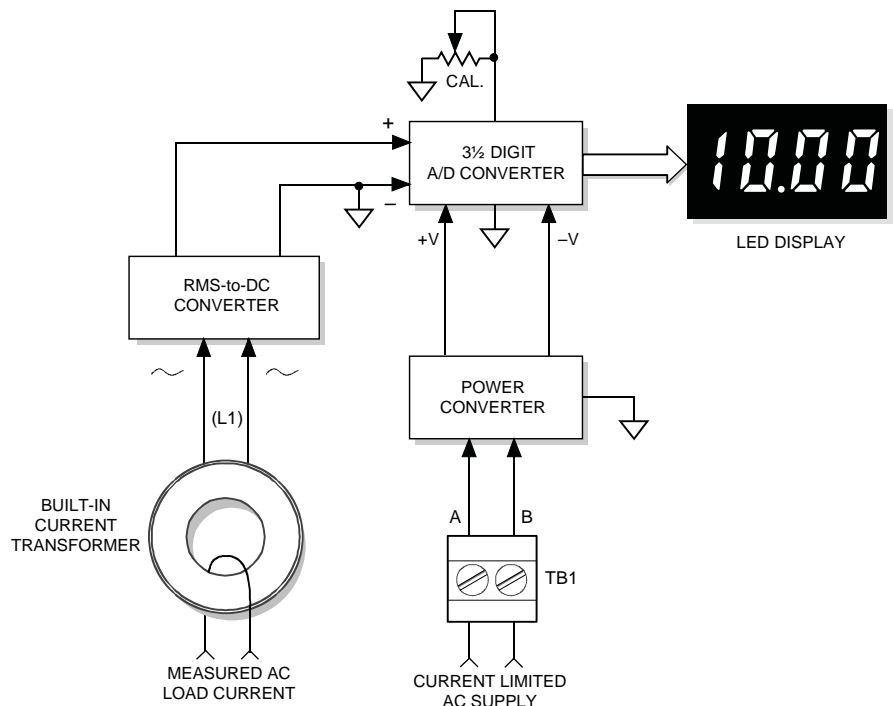 CAL.
+
3½ DIGIT
A/D CONVERTER
–
10.00
LED DISPLAY
+V
–V
RMS-to-DC
CONVERTER
POWER
CONVERTER
(L1)
BUILT-IN
CURRENT
TRANSFORMER
A
B
TB1
MEASURED AC
LOAD CURRENT
CURRENT LIMITED
AC SUPPLY